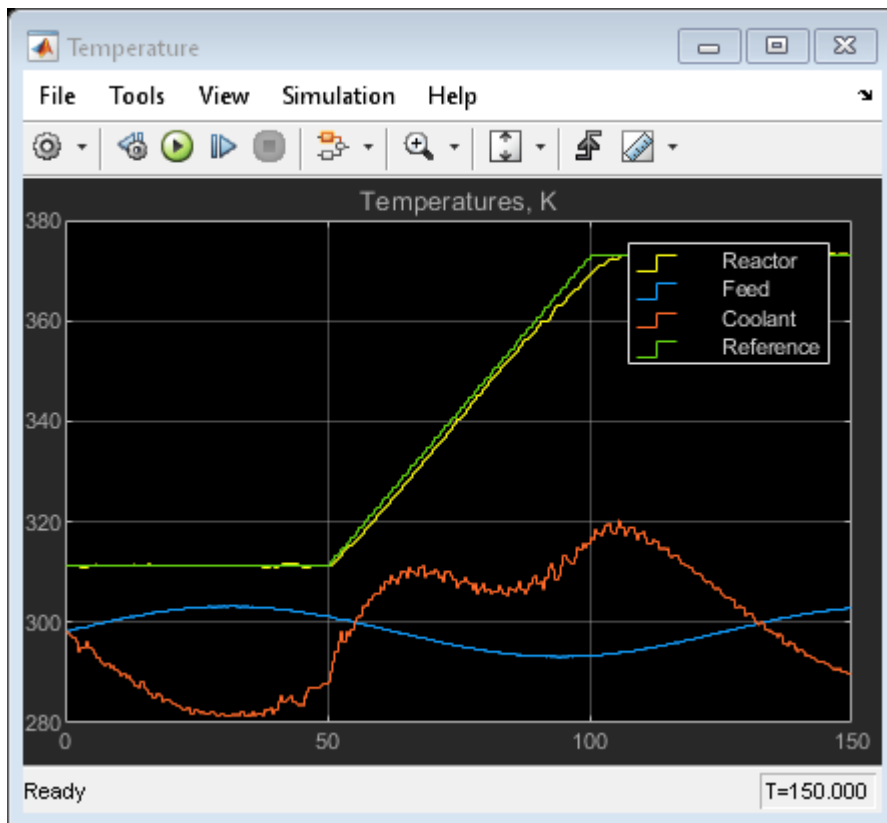 Temperature
File Tools View Simulation Help
Temperatures, K
380
360
340
320
300
280
0 50 100 150
Reactor
Feed
Coolant
Reference
Ready T=150.000